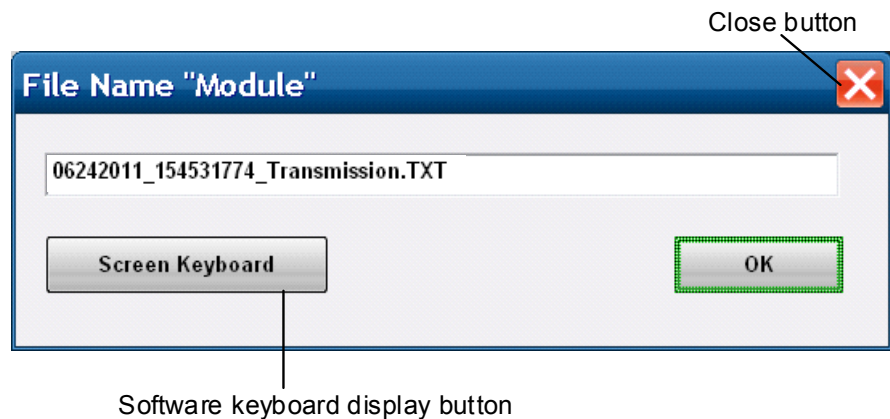 Close button
File Name "Module"
06242011_154531774_Transmission.TXT
Screen Keyboard
OK
Software keyboard display button